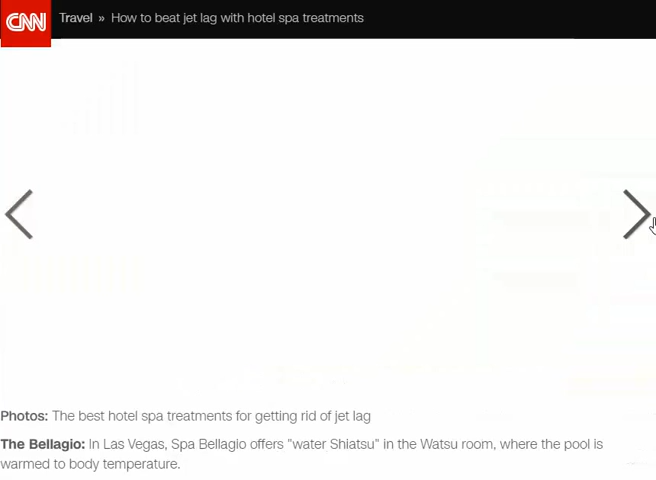 CNN Travel » How to beat jet lag with hotel spa treatments
Photos: The best hotel spa treatments for getting rid of jet lag
The Bellagio: In Las Vegas, Spa Bellagio offers "water Shiatsu" in the Watsu room, where the pool is
warmed to body temperature.